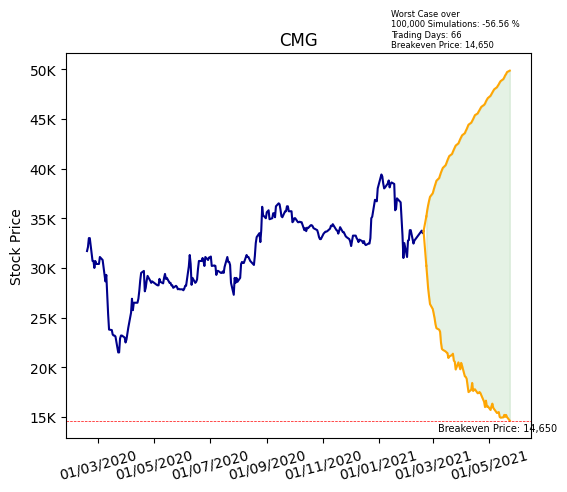 Worst Case over
100,000 Simulations: -56.56 %
Trading Days: 66
Breakeven Price: 14,650
CMG
50K
45K
40K
35K
30K
25K
20K
15K
Stock Price
Breakeven Price: 14,650
01/03/2020
01/05/2020
01/07/2020
01/09/2020
01/11/2020
01/01/2021
01/03/2021
01/05/2021